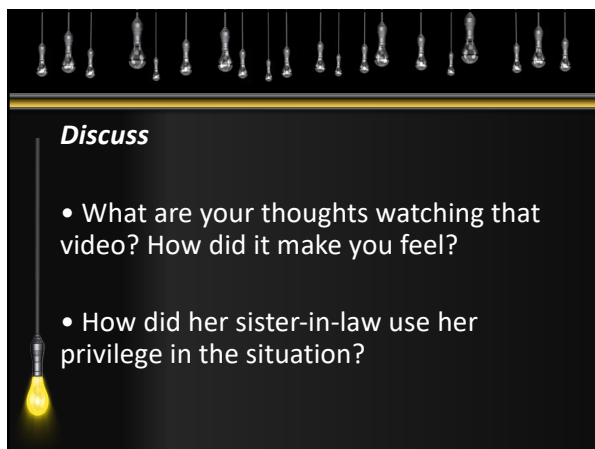 Discuss
• What are your thoughts watching that
video? How did it make you feel?
• How did her sister-in-law use her
privilege in the situation?